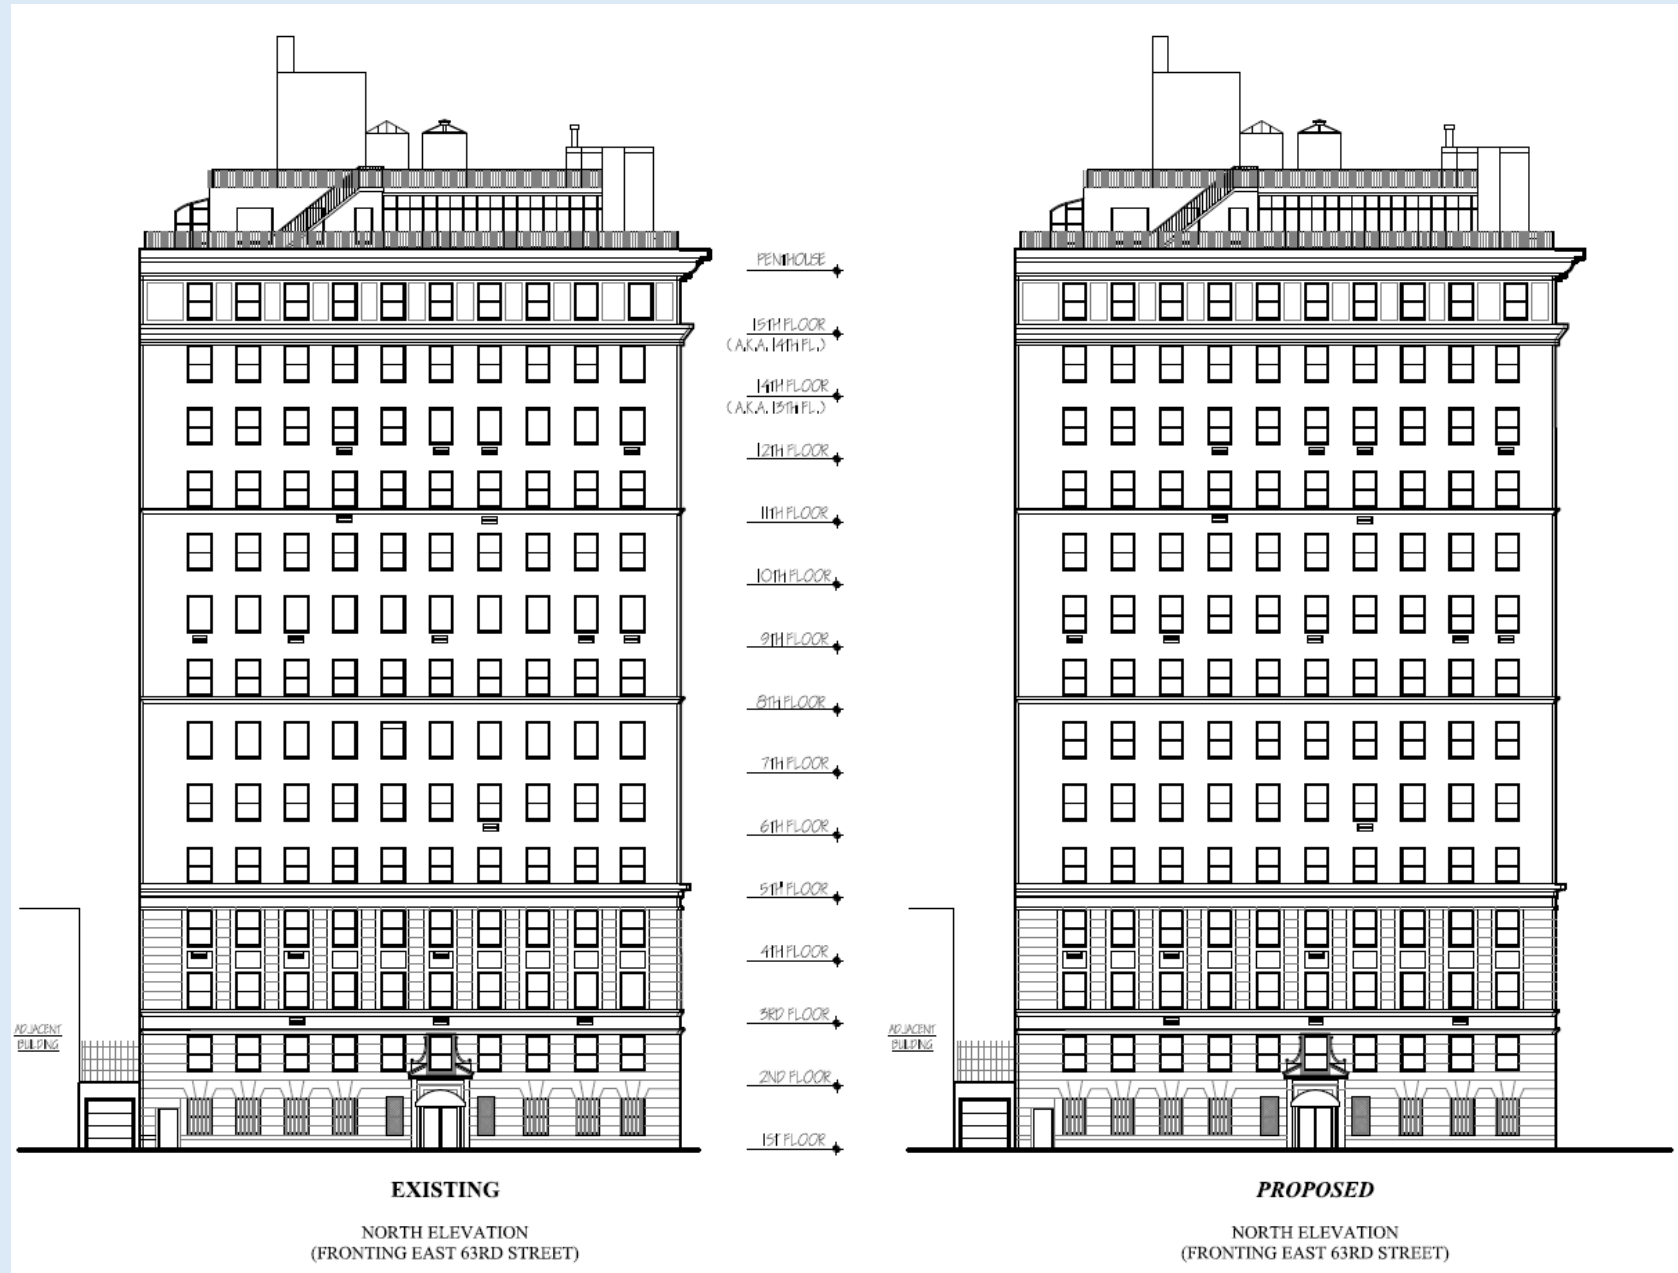 PENTHOUSE
15TH FLOOR
(A.K.A. 14TH FL.)
14TH FLOOR
(A.K.A. 13TH FL.)
12TH FLOOR
11TH FLOOR
10TH FLOOR
9TH FLOOR
8TH FLOOR
7TH FLOOR
6TH FLOOR
5TH FLOOR
4TH FLOOR
3RD FLOOR
2ND FLOOR
1ST FLOOR
ADJACENT
BUILDING
ADJACENT
BUILDING
EXISTING
NORTH ELEVATION
(FRONTING EAST 63RD STREET)
PROPOSED
NORTH ELEVATION
(FRONTING EAST 63RD STREET)